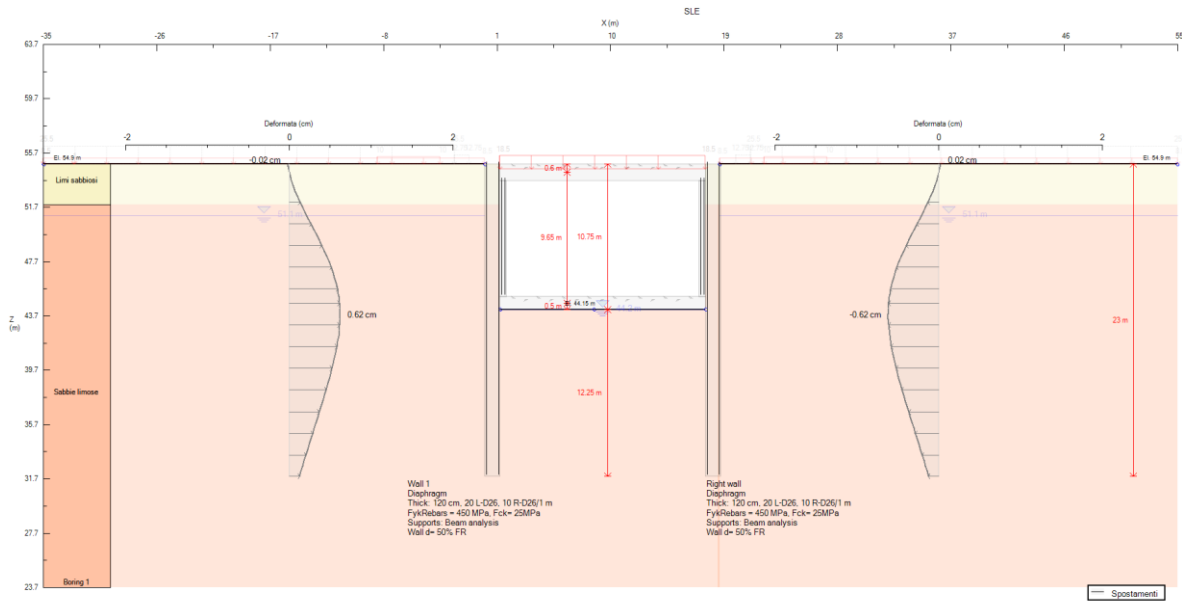 SLE
X (m)
-35 -26 -17 -8 1 10 19 28 37 46 55
63.7
59.7
55.7
51.7
47.7
43.7
39.7
35.7
31.7
27.7
23.7
Z
(m)
Deformata (cm)
-2 0 2
Deformata (cm)
-2 0 2
El. 54.9 m
-0.02 cm
0.6 m
0.02 cm
El. 54.9 m
Limi sabbiosi
51.1 m
51.1 m
9.65 m
10.75 m
0.5 m
44.15 m
0.62 cm
-0.62 cm
23 m
Sabbie limose
12.25 m
Wall 1
Diaphragm
Thick: 120 cm, 20 L-D26, 10 R-D26/1 m
FykRebars = 450 MPa, Fck= 25MPa
Supports: Beam analysis
Wall d= 50% FR
Right wall
Diaphragm
Thick: 120 cm, 20 L-D26, 10 R-D26/1 m
FykRebars = 450 MPa, Fck= 25MPa
Supports: Beam analysis
Wall d= 50% FR
Boring 1
Spostamenti